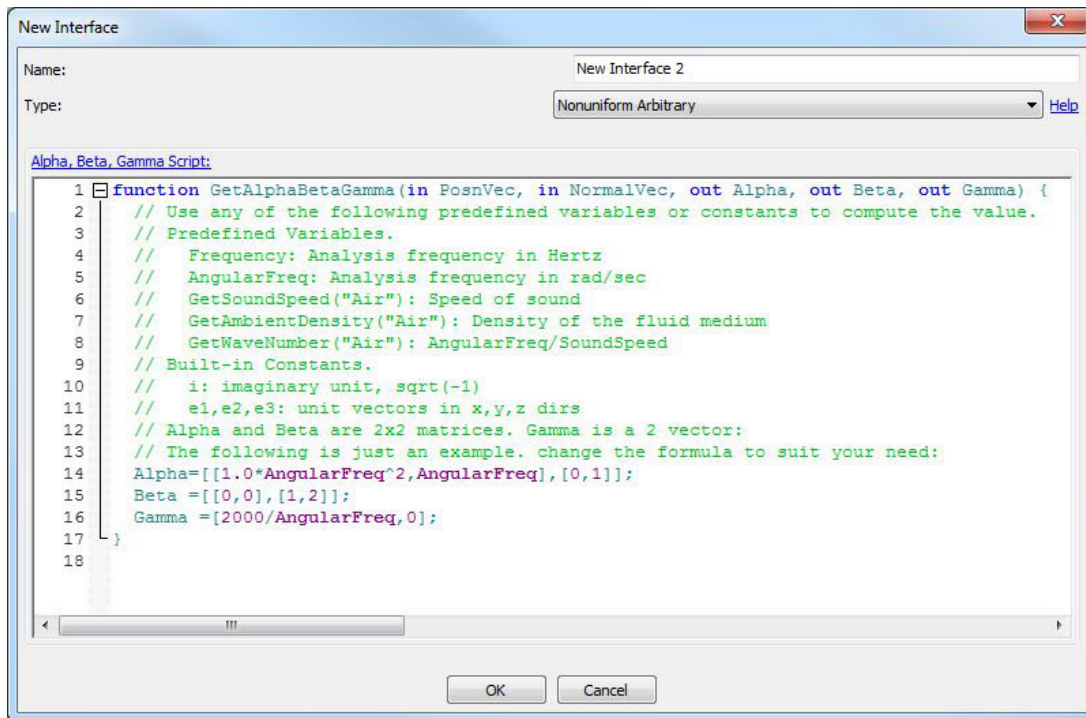 New Interface
Name: New Interface 2
Type: Nonuniform Arbitrary Help
Alpha, Beta, Gamma Script:
1 function GetAlphaBetaGamma(in PosnVec, in NormalVec, out Alpha, out Beta, out Gamma) {
2 // Use any of the following predefined variables or constants to compute the value.
3 // Predefined Variables.
4 // Frequency: Analysis frequency in Hertz
5 // AngularFreq: Analysis frequency in rad/sec
6 // GetSoundSpeed("Air"): Speed of sound
7 // GetAmbientDensity("Air"): Density of the fluid medium
8 // GetWaveNumber("Air"): AngularFreq/SoundSpeed
9 // Built-in Constants.
10 // i: imaginary unit, sqrt(-1)
11 // e1,e2,e3: unit vectors in x,y,z dirs
12 // Alpha and Beta are 2x2 matrices. Gamma is a 2 vector:
13 // The following is just an example. change the formula to suit your need:
14 Alpha=[[1.0*AngularFreq^2,AngularFreq],[0,1]];
15 Beta =[[0,0],[1,2]];
16 Gamma =[2000/AngularFreq,0];
17 }
18
OK Cancel